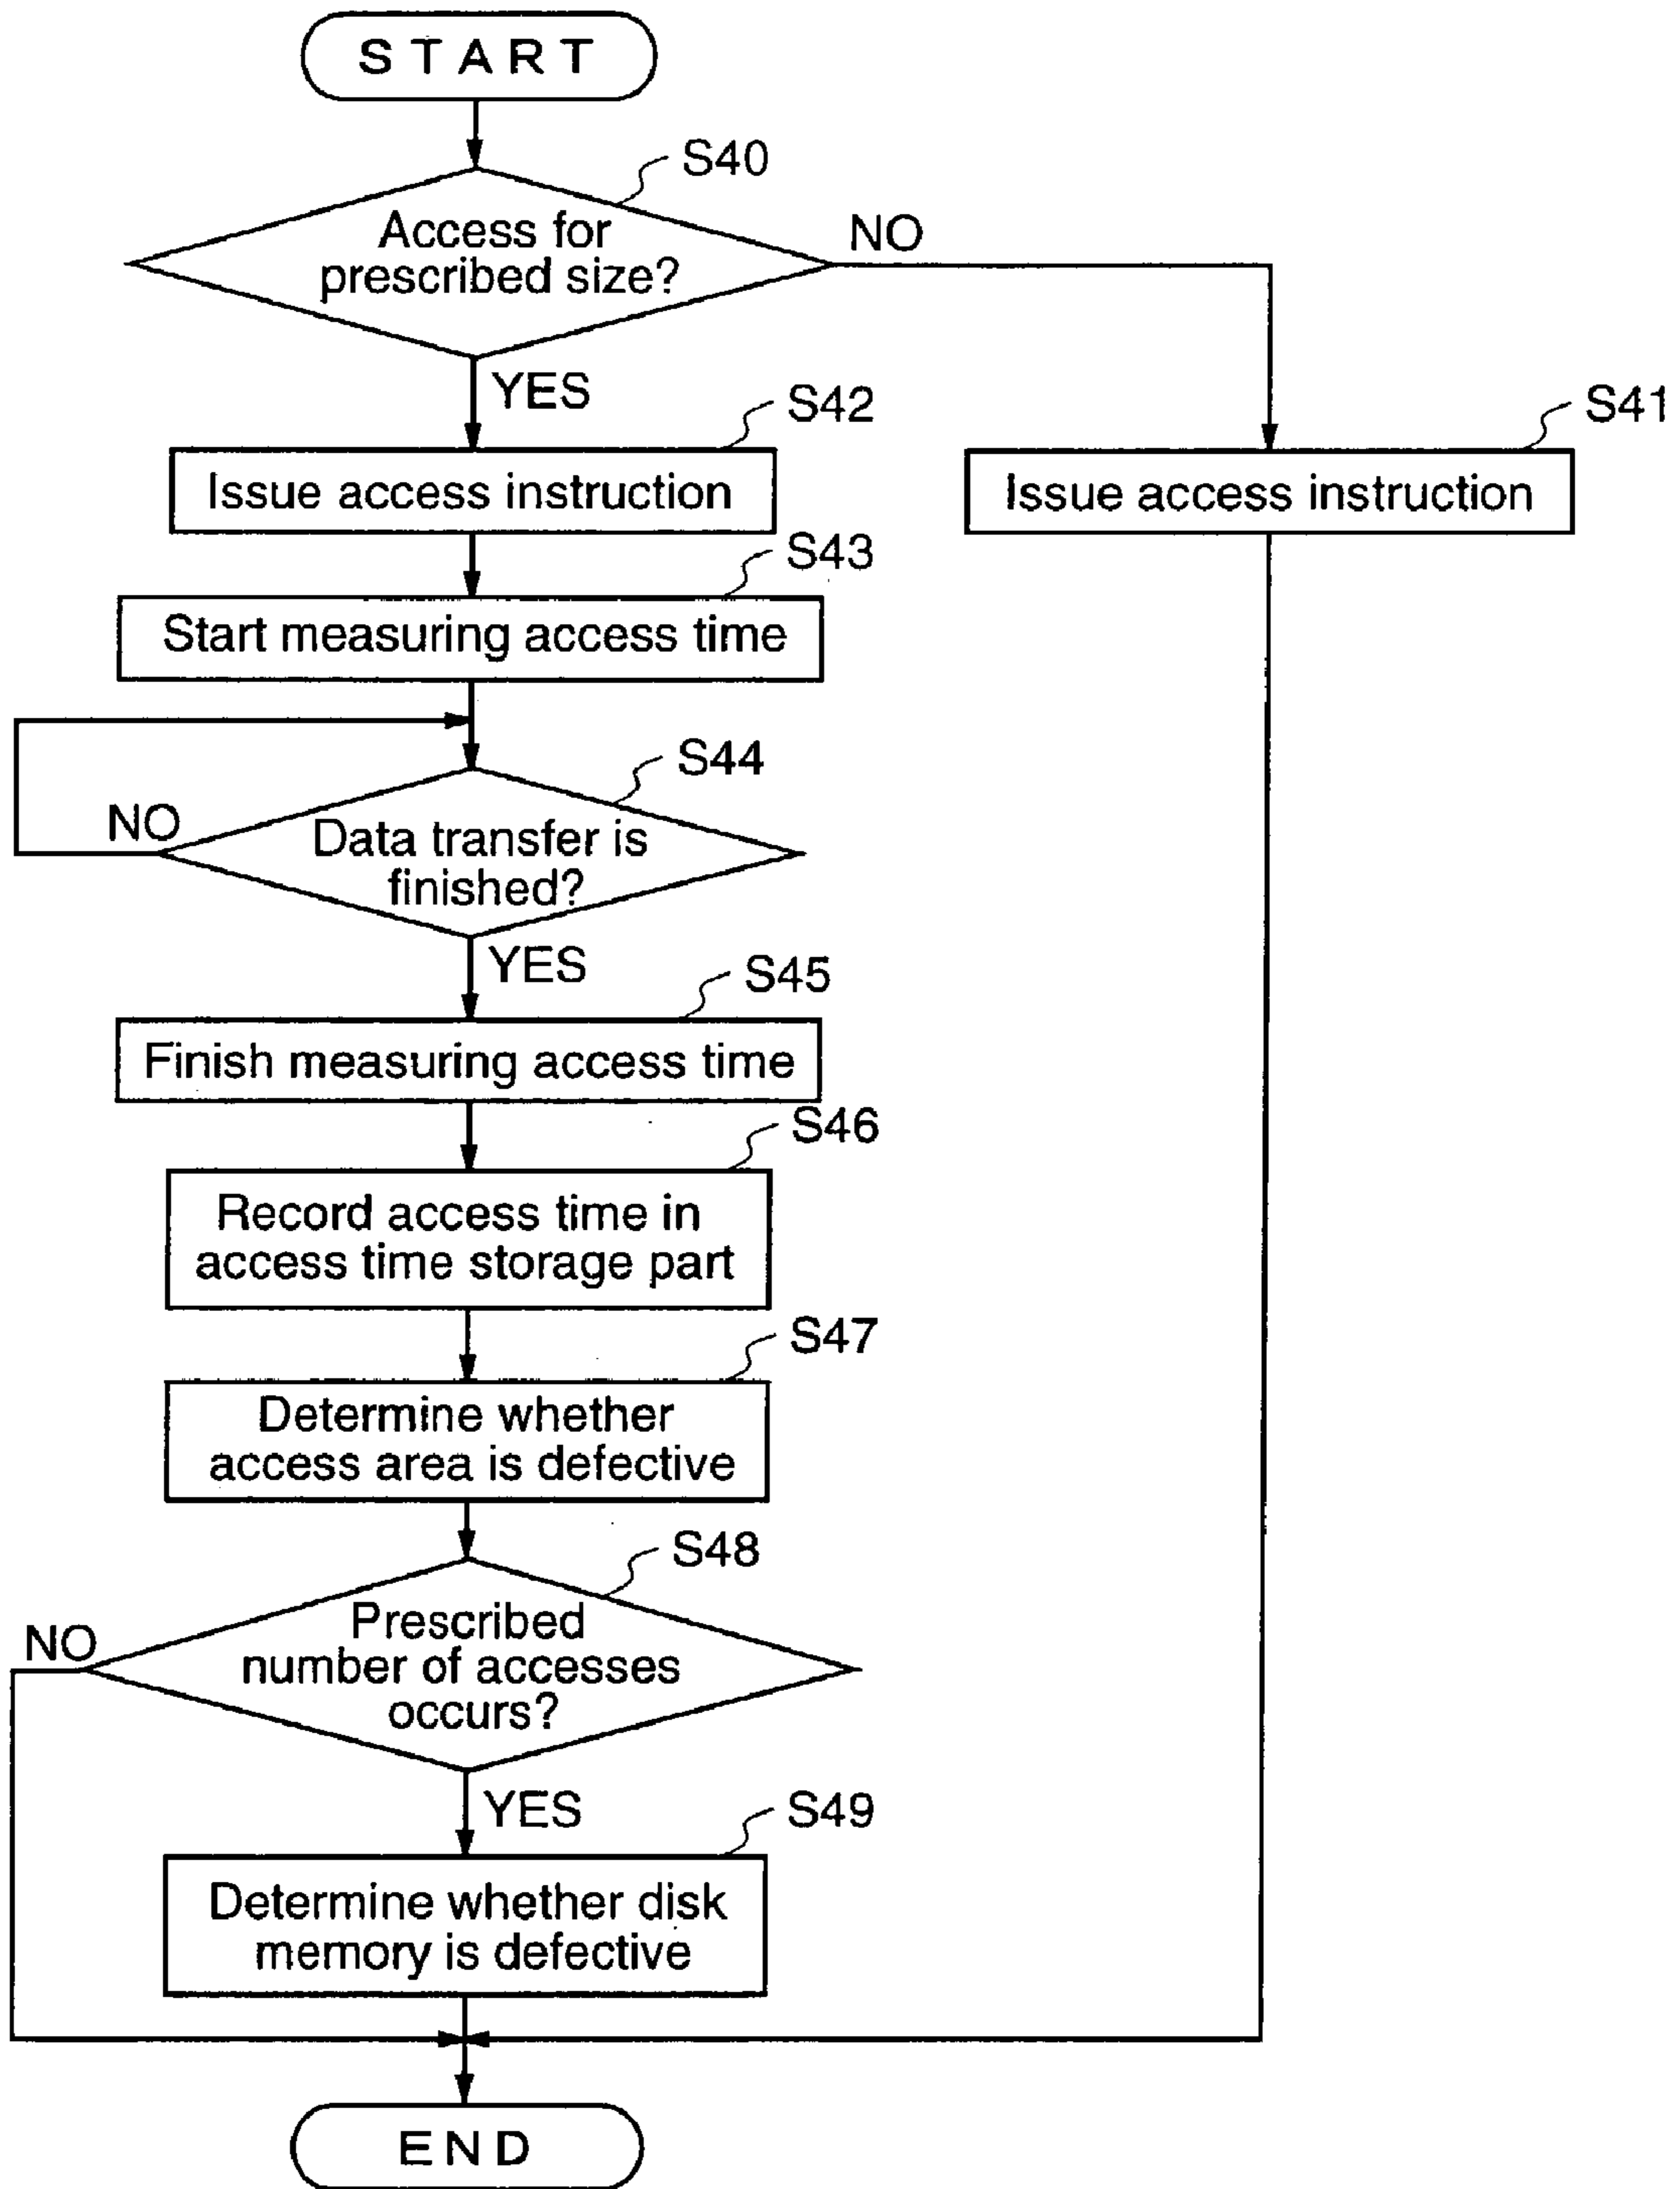 START
S40
Access for
prescribed size?
NO
YES
S42
Issue access instruction
S41
Issue access instruction
S43
Start measuring access time
S44
NO
Data transfer is
finished?
YES
S45
Finish measuring access time
S46
Record access time in
access time storage part
S47
Determine whether
access area is defective
S48
NO
Prescribed
number of accesses
occurs?
YES
S49
Determine whether disk
memory is defective
END